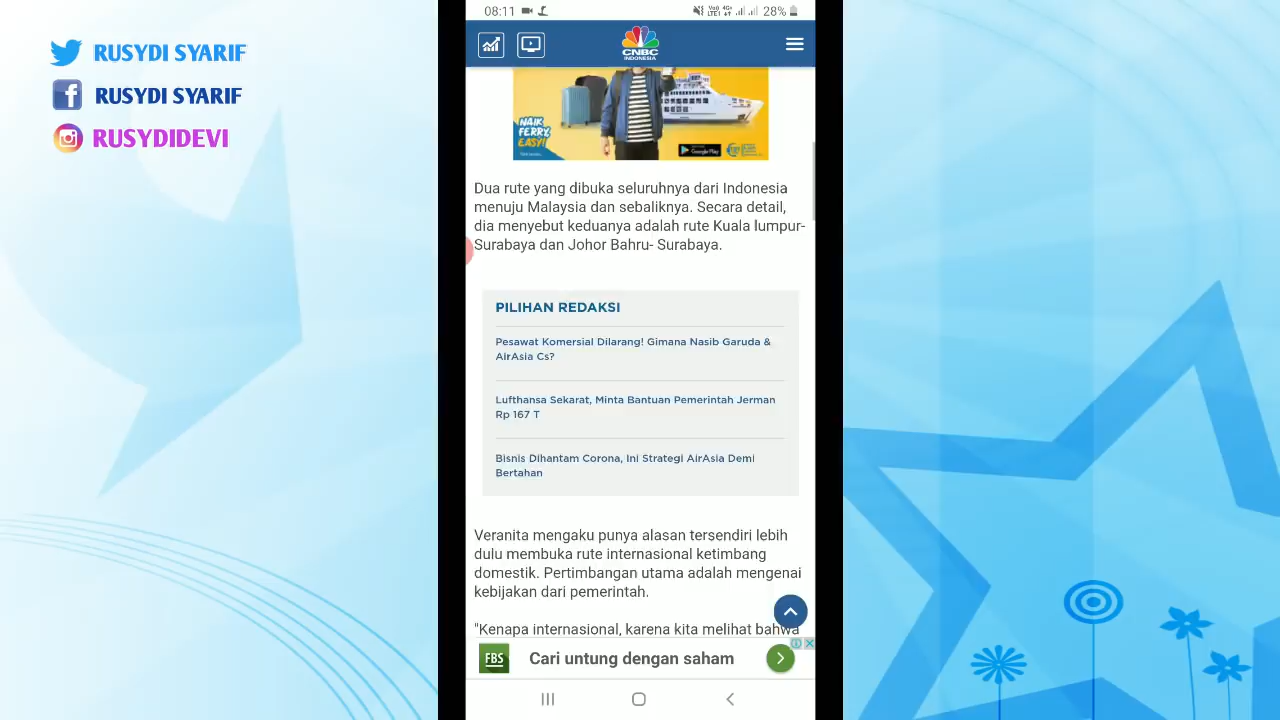 RUSYDI SYARIF
RUSYDI SYARIF
RUSYDIDEVI
08:11
28%
CNBC
INDONESIA
NAIK
FERRY,
EASY!
Google Play
Dua rute yang dibuka seluruhnya dari Indonesia
menuju Malaysia dan sebaliknya. Secara detail,
dia menyebut keduanya adalah rute Kuala lumpur-
Surabaya dan Johor Bahru- Surabaya.
PILIHAN REDAKSI
Pesawat Komersial Dilarang! Gimana Nasib Garuda &
AirAsia Cs?
Lufthansa Sekarat, Minta Bantuan Pemerintah Jerman
Rp 167 T
Bisnis Dihantam Corona, Ini Strategi AirAsia Demi
Bertahan
Veranita mengaku punya alasan tersendiri lebih
dulu membuka rute internasional ketimbang
domestik. Pertimbangan utama adalah mengenai
kebijakan dari pemerintah.
"Kenapa internasional, karena kita melihat bahwa
FBS
Cari untung dengan saham